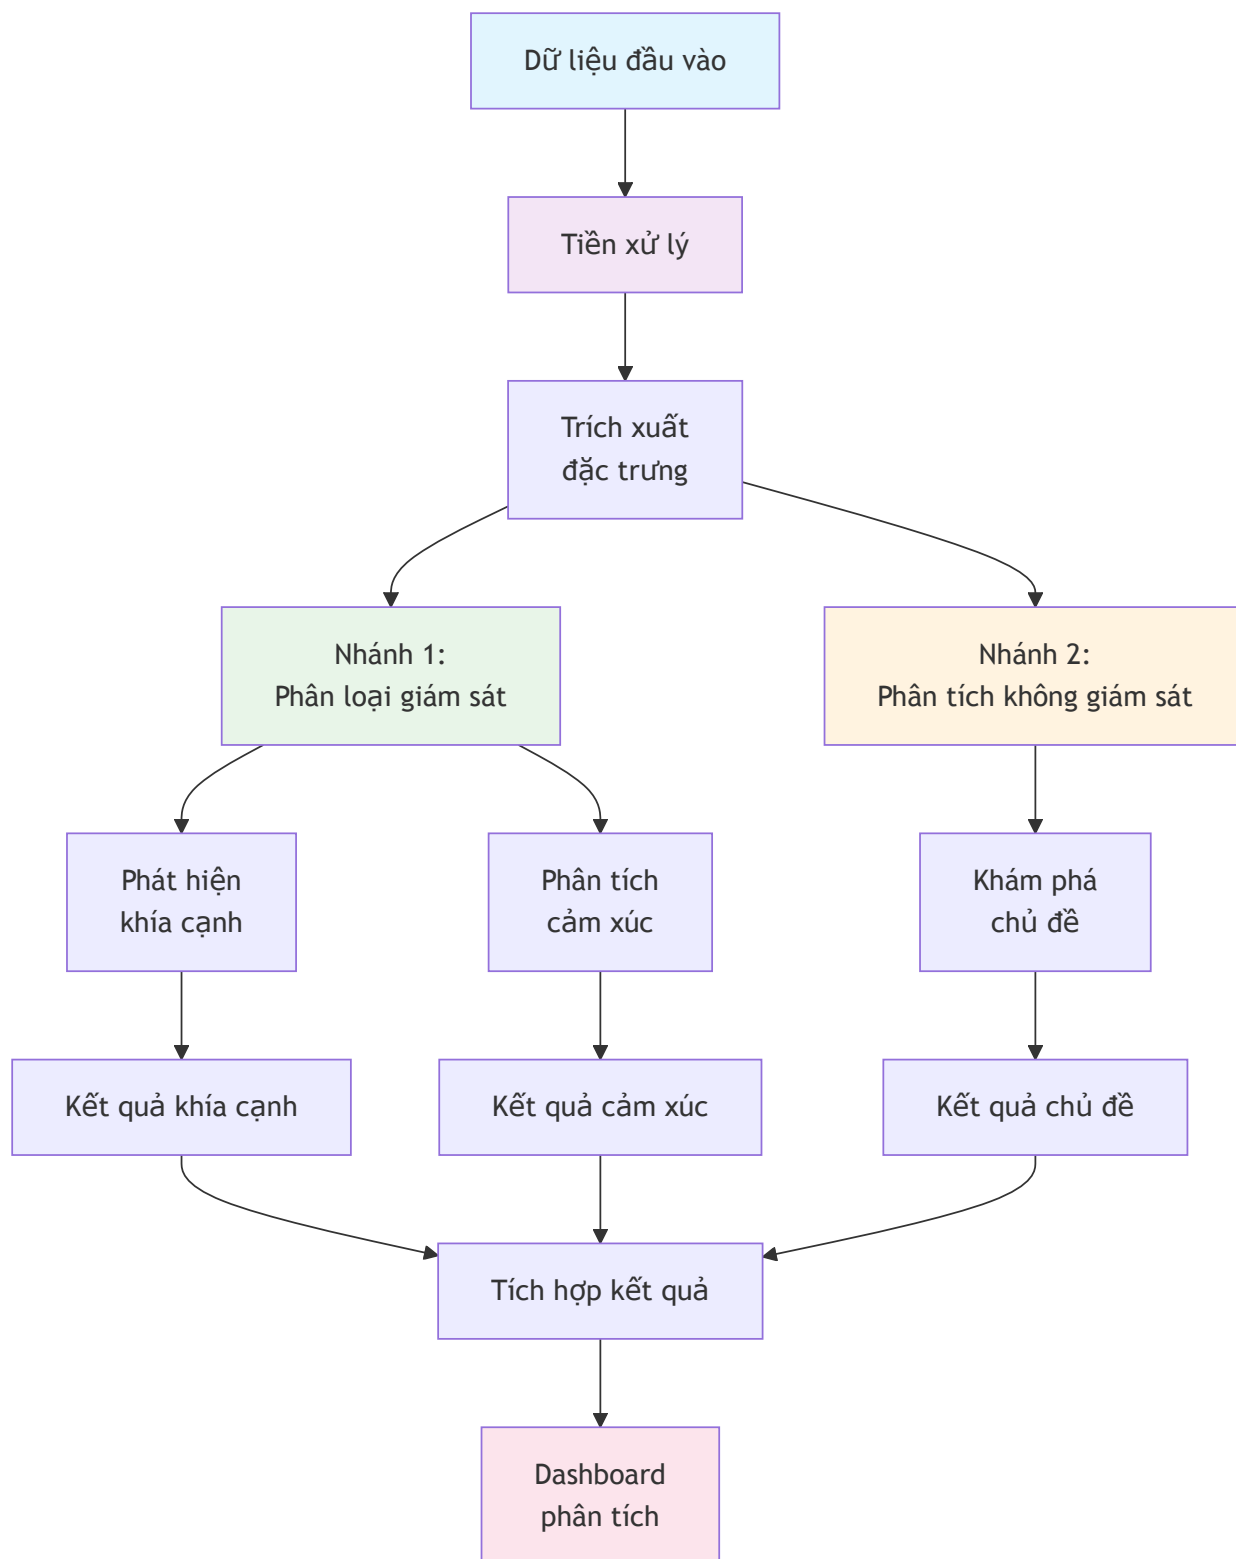 Dữ liệu đầu vào
Tiền xử lý
Trích xuất
đặc trưng
Nhánh 1:
Phân loại giám sát
Nhánh 2:
Phân tích không giám sát
Phát hiện
khía cạnh
Phân tích
cảm xúc
Khám phá
chủ đề
Kết quả khía cạnh
Kết quả cảm xúc
Kết quả chủ đề
Tích hợp kết quả
Dashboard
phân tích